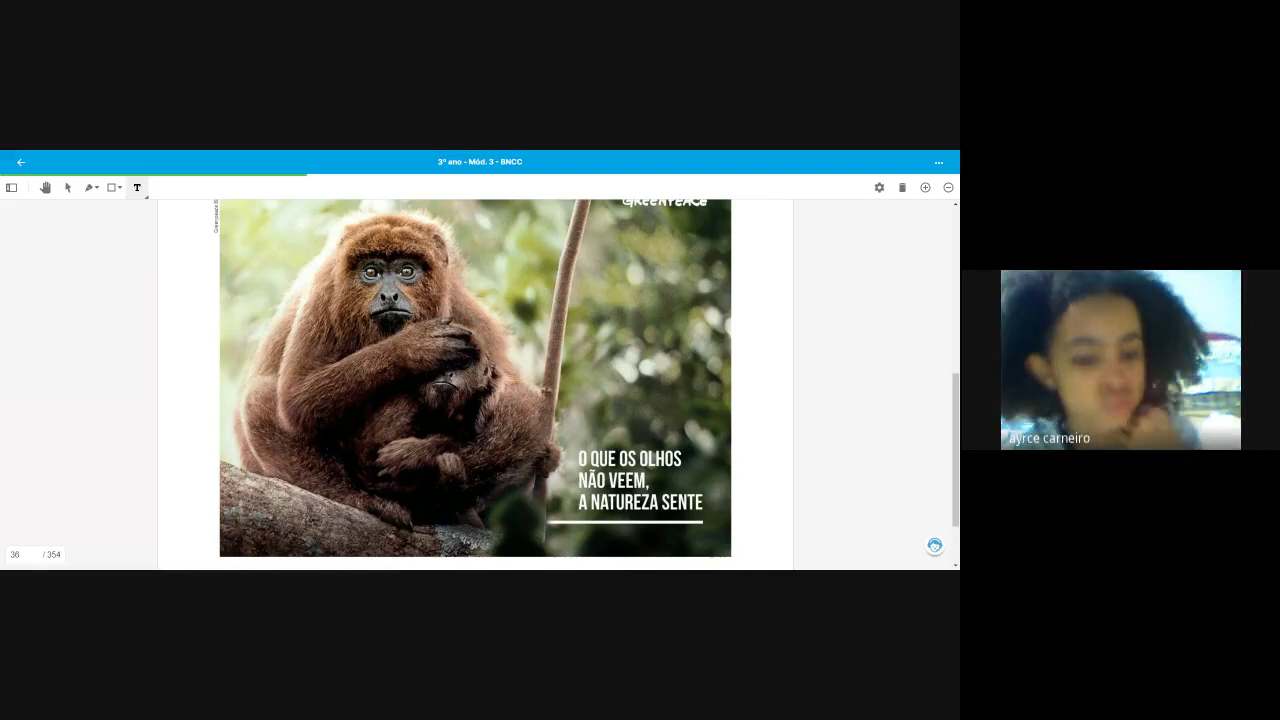 3º ano - Mód. 3 - BNCC
GREENPEACE
O QUE OS OLHOS
NÃO VEEM,
A NATUREZA SENTE
36 / 354
ayrce carneiro